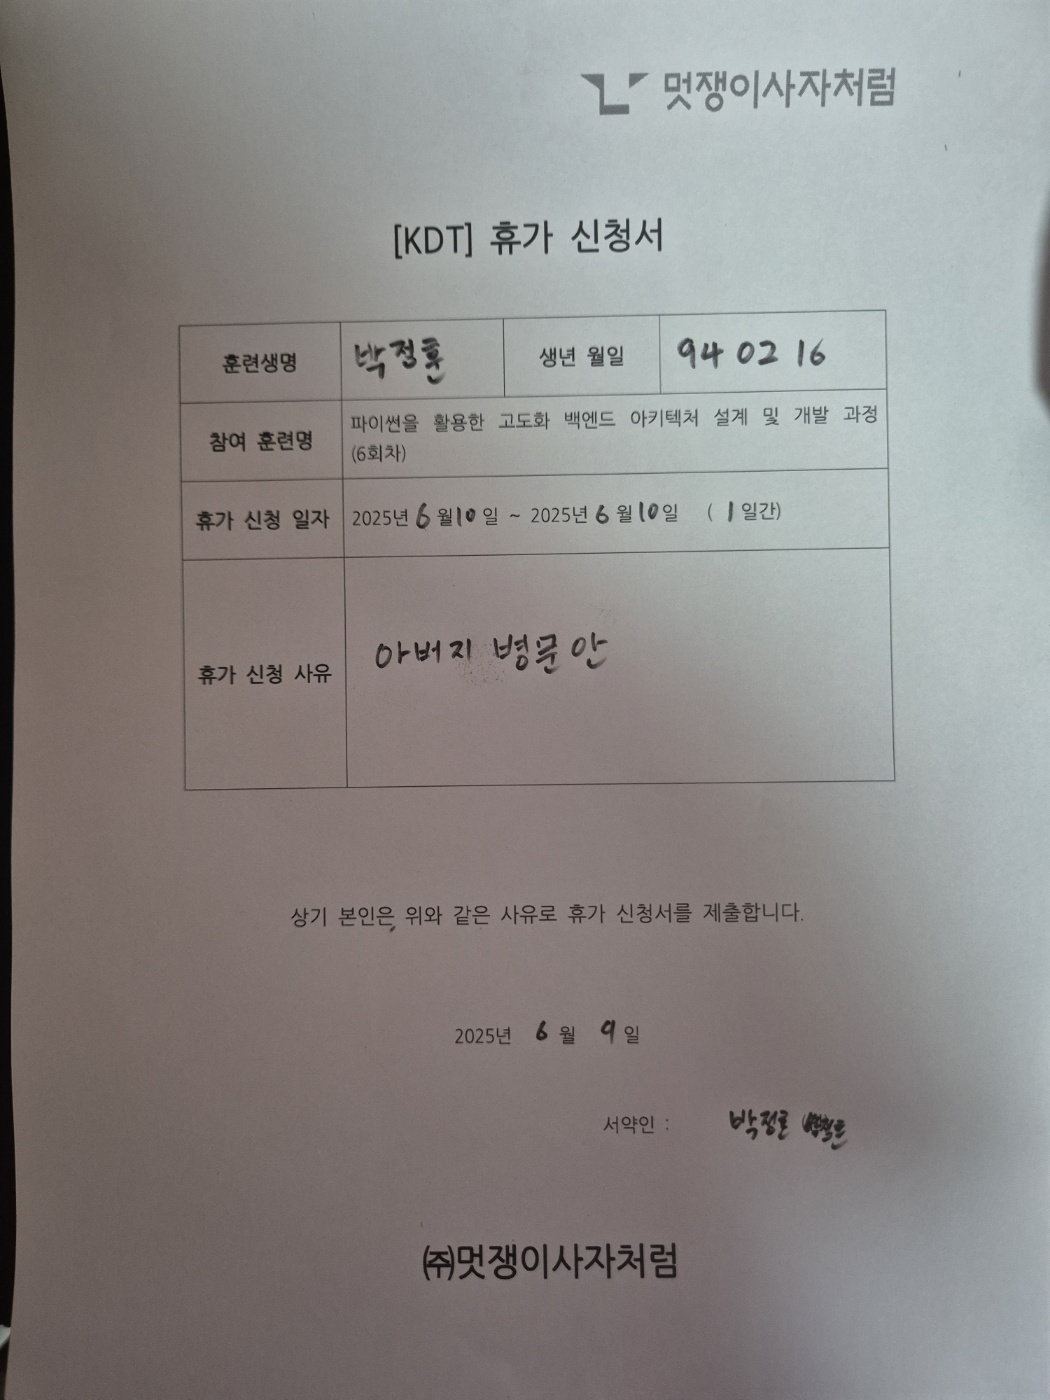 멋쟁이사자처럼
[KDT] 휴가 신청서
훈련생명 박정훈 생년 월일 94 02 16
참여 훈련명 파이썬을 활용한 고도화 백엔드 아키텍처 설계 및 개발 과정
(6회차)
휴가 신청 일자 2025년 6월 10일 ~ 2025년 6월 10일 ( 1일간)
휴가 신청 사유 아버지 병문안
상기 본인은, 위와 같은 사유로 휴가 신청서를 제출합니다.
2025년 6월 9일
서약인 :
㈜멋쟁이사자처럼